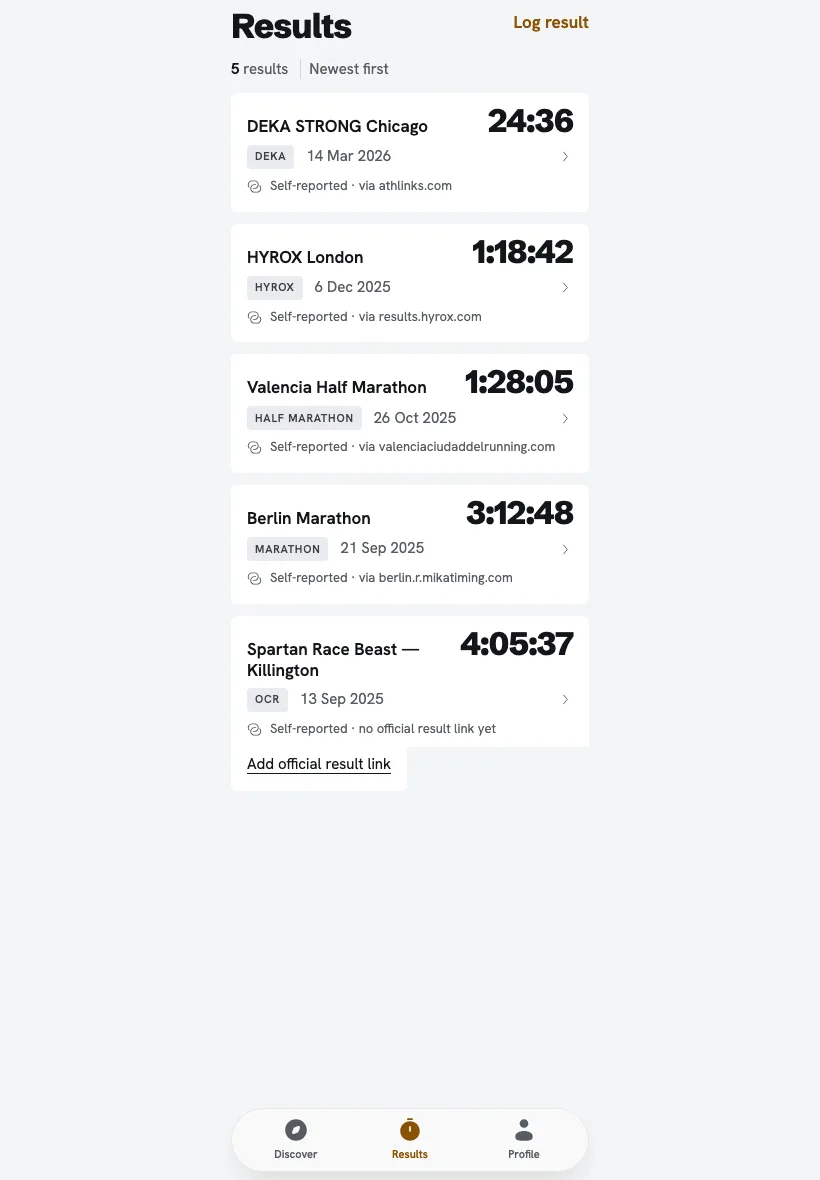 Results
Log result
5 results
Newest first
DEKA STRONG Chicago
24:36
DEKA
14 Mar 2026
Self-reported · via athlinks.com
HYROX London
1:18:42
HYROX
6 Dec 2025
Self-reported · via results.hyrox.com
Valencia Half Marathon
1:28:05
HALF MARATHON
26 Oct 2025
Self-reported · via valenciaciudaddelrunning.com
Berlin Marathon
3:12:48
MARATHON
21 Sep 2025
Self-reported · via berlin.r.mikatiming.com
Spartan Race Beast —
Killington
4:05:37
OCR
13 Sep 2025
Self-reported · no official result link yet
Add official result link
Discover
Results
Profile